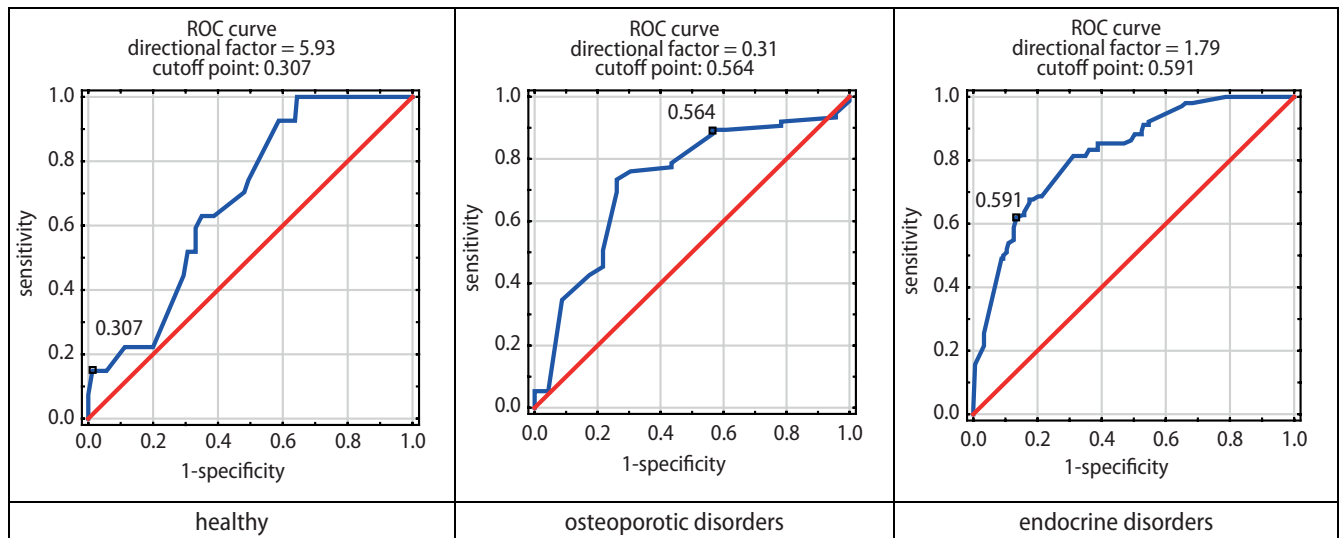 ROC curve
directional factor = 5.93
cutoff point: 0.307
1.0
0.8
0.6
0.4
0.2
0.0
sensitivity
0.307
0.0 0.2 0.4 0.6 0.8 1.0
1-specificity
healthy
ROC curve
directional factor = 0.31
cutoff point: 0.564
1.0
0.8
0.6
0.4
0.2
0.0
sensitivity
0.564
0.0 0.2 0.4 0.6 0.8 1.0
1-specificity
osteoporotic disorders
ROC curve
directional factor = 1.79
cutoff point: 0.591
1.0
0.8
0.6
0.4
0.2
0.0
sensitivity
0.591
0.0 0.2 0.4 0.6 0.8 1.0
1-specificity
endocrine disorders